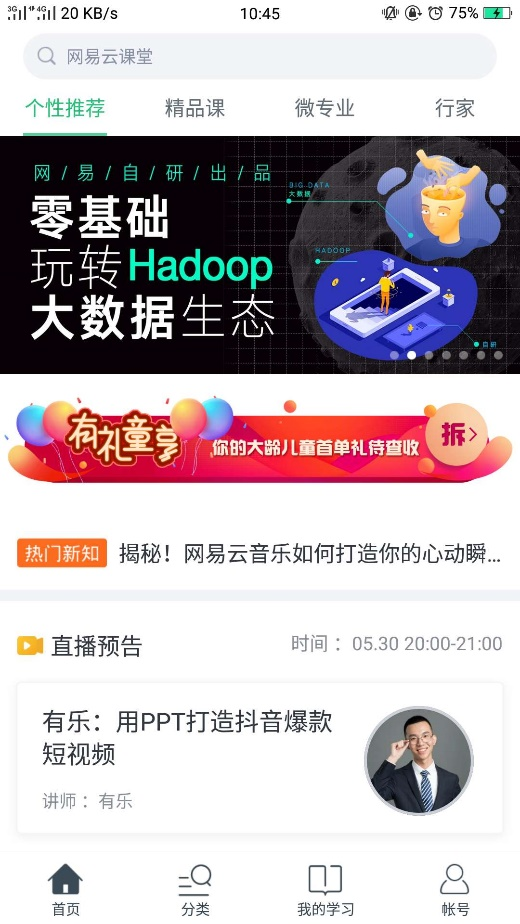 3G 4G 20 KB/s 10:45 75%
网易云课堂
个性推荐 精品课 微专业 行家
网/易/自/研/出/品
零基础
玩转Hadoop
大数据生态
BIG DATA
大数据
HADOOP
自研
有礼童享
你的大龄儿童首单礼待查收
拆>
热门新知 揭秘！网易云音乐如何打造你的心动瞬...
直播预告 时间：05.30 20:00-21:00
有乐：用PPT打造抖音爆款
短视频
讲师：有乐
首页 分类 我的学习 帐号